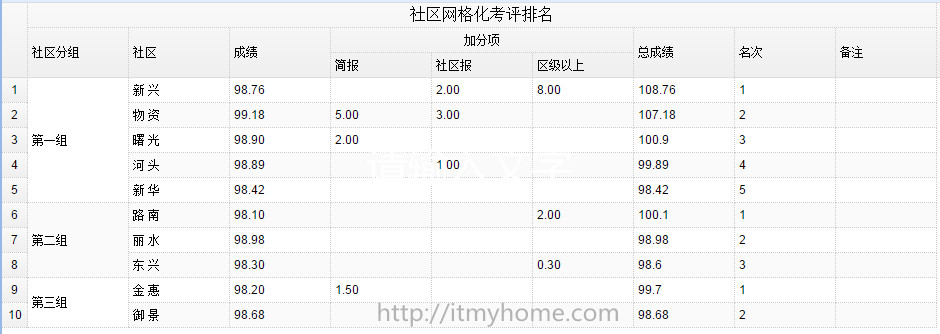 社区网格化考评排名
社区分组 社区 成绩 加分项 总成绩 名次 备注
简报 社区报 区级以上
1 第一组 新兴 98.76 2.00 8.00 108.76 1
2 物资 99.18 5.00 3.00 107.18 2
3 曙光 98.90 2.00 100.9 3
4 河头 98.89 1 00 99.89 4
5 新华 98.42 98.42 5
6 第二组 路南 98.10 2.00 100.1 1
7 丽水 98.98 98.98 2
8 东兴 98.30 0.30 98.6 3
9 第三组 金惠 98.20 1.50 99.7 1
10 御景 98.68 98.68 2
请输入文字
http://itmyhome.com